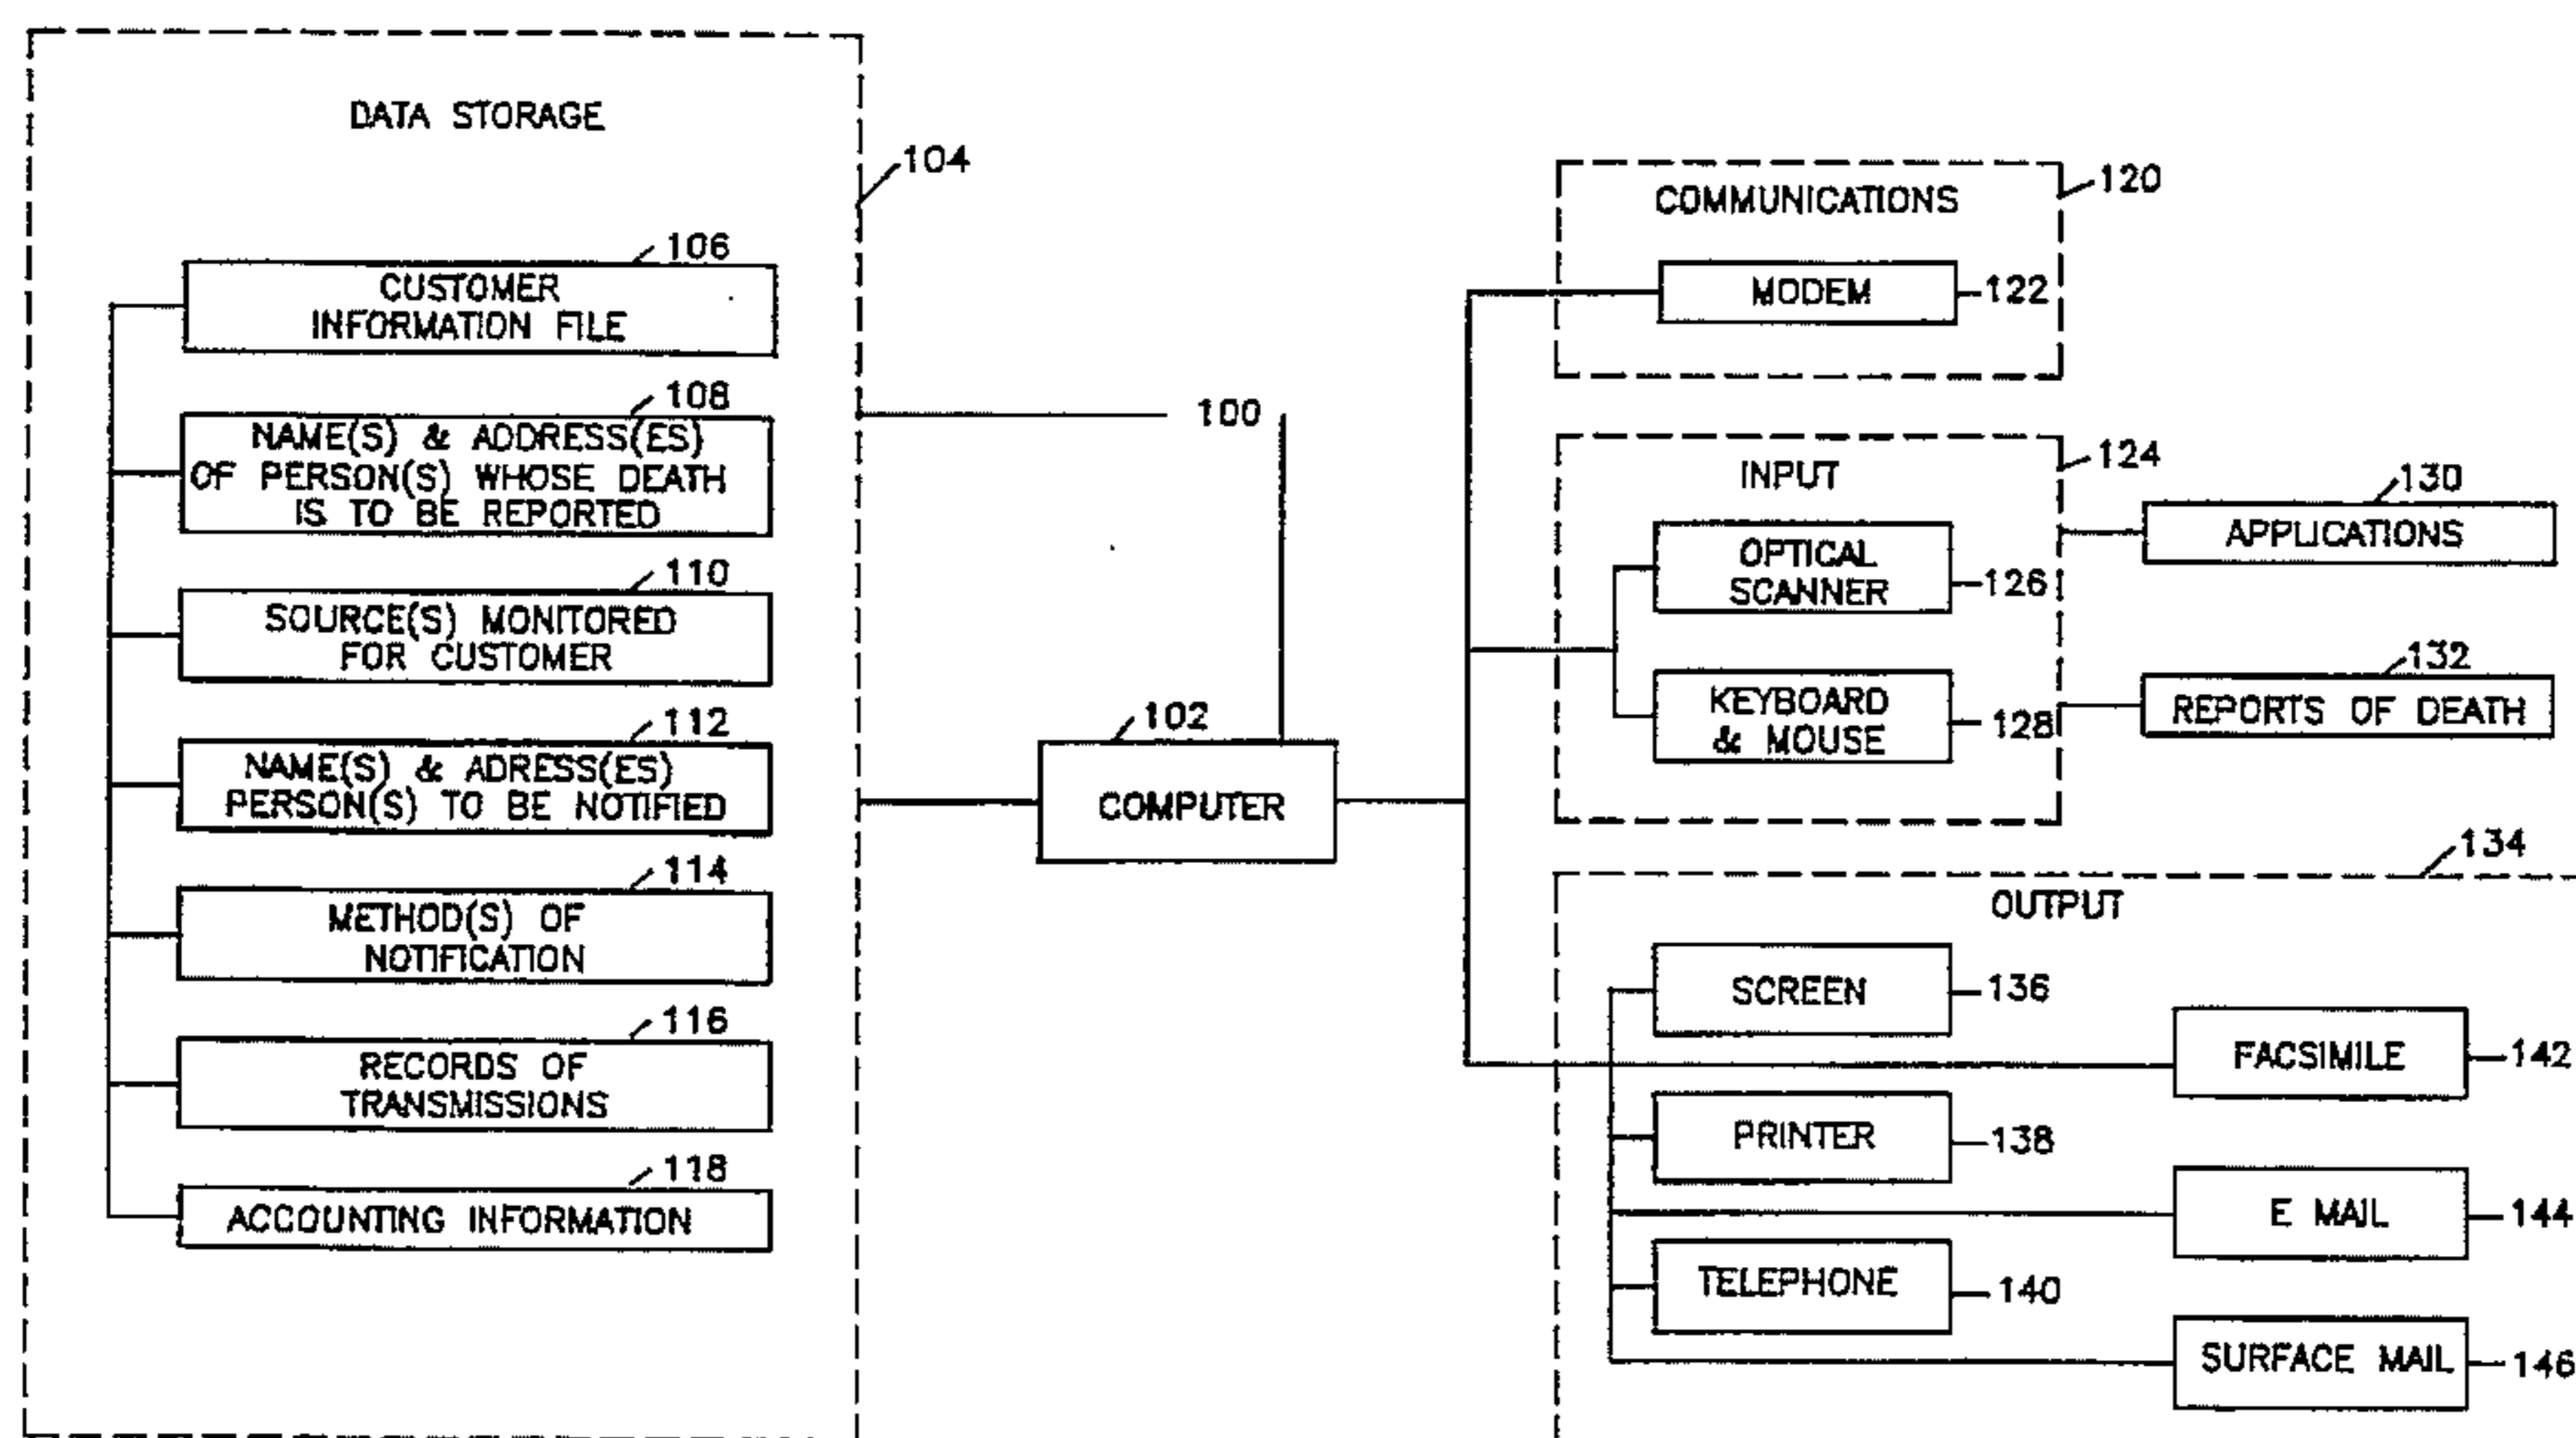 DATA STORAGE
104
106
CUSTOMER
INFORMATION FILE
108
NAME(S) & ADDRESS(ES)
OF PERSON(S) WHOSE DEATH
IS TO BE REPORTED
110
SOURCE(S) MONITORED
FOR CUSTOMER
112
NAME(S) & ADRESS(ES)
PERSON(S) TO BE NOTIFIED
114
METHOD(S) OF
NOTIFICATION
116
RECORDS OF
TRANSMISSIONS
118
ACCOUNTING INFORMATION
100
102
COMPUTER
120
COMMUNICATIONS
MODEM
122
124
INPUT
OPTICAL
SCANNER
126
KEYBOARD
& MOUSE
128
130
APPLICATIONS
132
REPORTS OF DEATH
134
OUTPUT
SCREEN
136
PRINTER
138
TELEPHONE
140
FACSIMILE
142
E MAIL
144
SURFACE MAIL
146